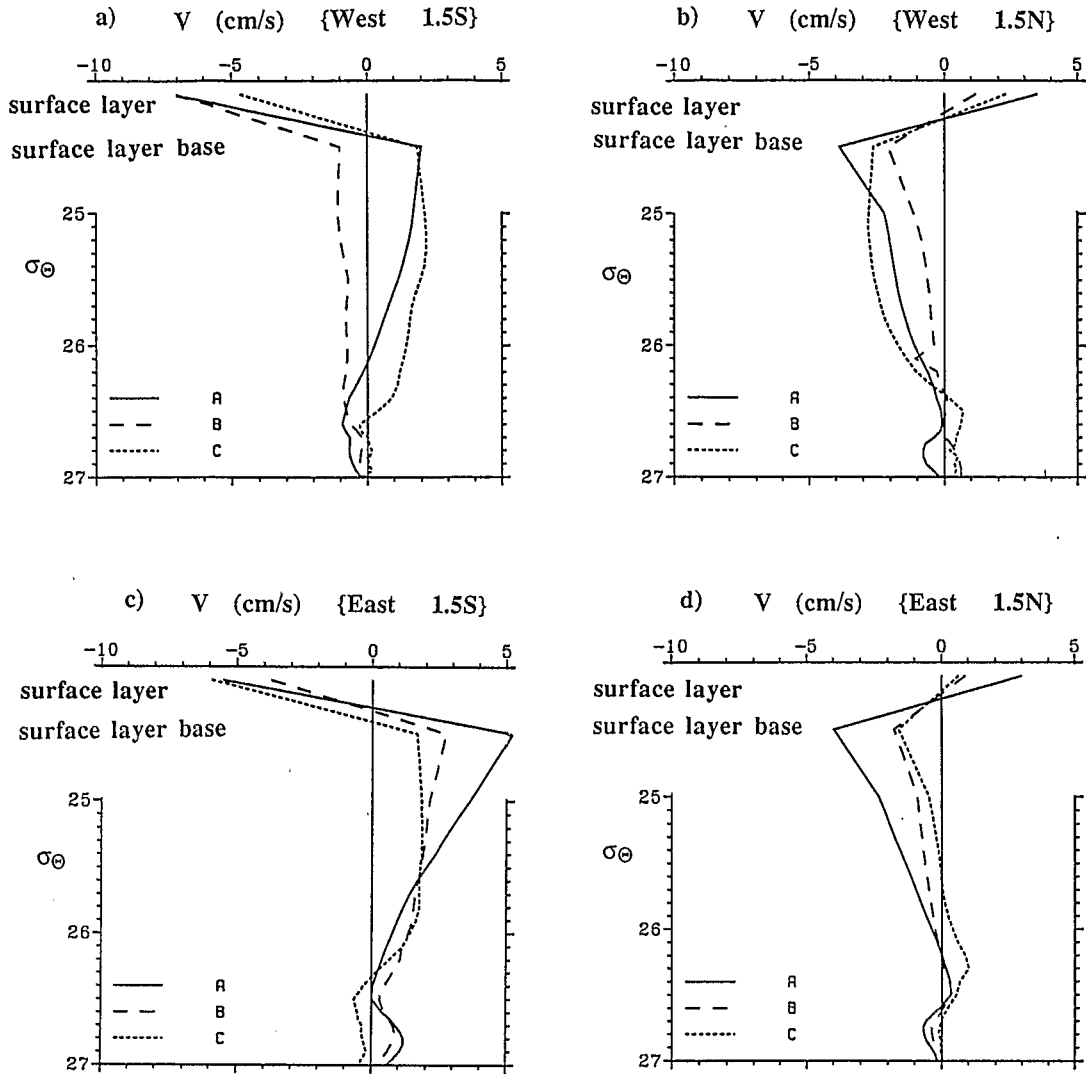 a) V (cm/s) {West 1.5S}
-10 -5 0 5
surface layer
surface layer base
25
σΘ
26
A
B
C
27
b) V (cm/s) {West 1.5N}
-10 -5 0 5
surface layer
surface layer base
25
σΘ
26
A
B
C
27
c) V (cm/s) {East 1.5S}
-10 -5 0 5
surface layer
surface layer base
25
σΘ
26
A
B
C
27
d) V (cm/s) {East 1.5N}
-10 -5 0 5
surface layer
surface layer base
25
σΘ
26
A
B
C
27